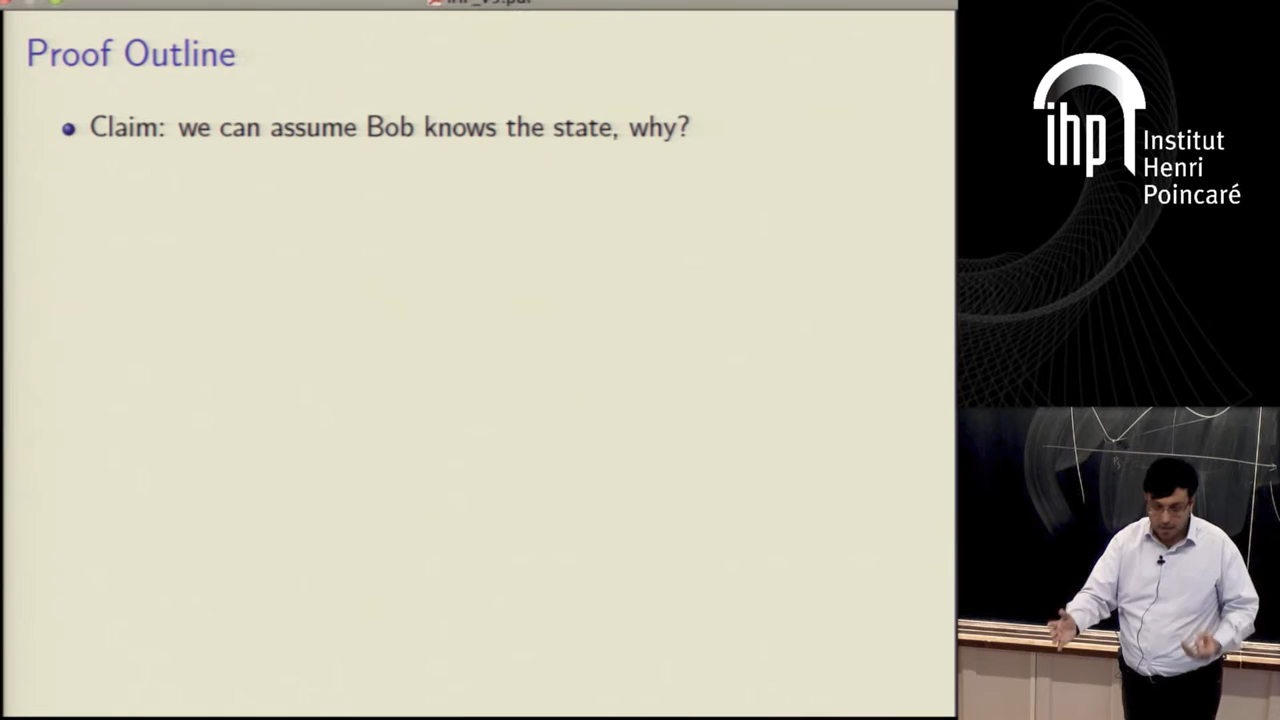 Proof Outline
Claim: we can assume Bob knows the state, why?
ihp
Institut
Henri
Poincaré